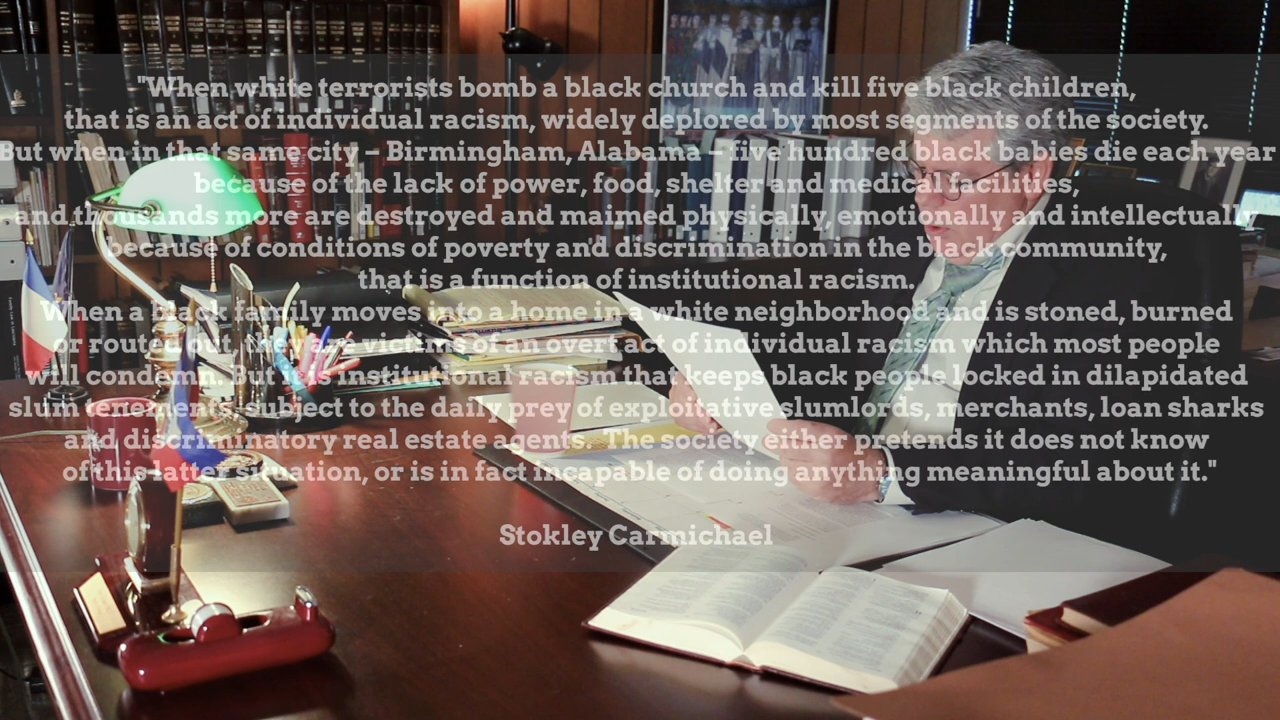 "When white terrorists bomb a black church and kill five black children,
that is an act of individual racism, widely deplored by most segments of the society.
But when in that same city – Birmingham, Alabama – five hundred black babies die each year
because of the lack of power, food, shelter and medical facilities,
and thousands more are destroyed and maimed physically, emotionally and intellectuall
because of conditions of poverty and discrimination in the black community,
that is a function of institutional racism.
When a black family moves into a home in a white neighborhood and is stoned, burned
or routed out, they are victims of an overt act of individual racism which most people
will condemn. But it is institutional racism that keeps black people locked in dilapidated
slum tenements, subject to the daily prey of exploitative slumlords, merchants, loan sharks
and discriminatory real estate agents. The society either pretends it does not know
of this latter situation, or is in fact incapable of doing anything meaningful about it."
Stokley Carmichael